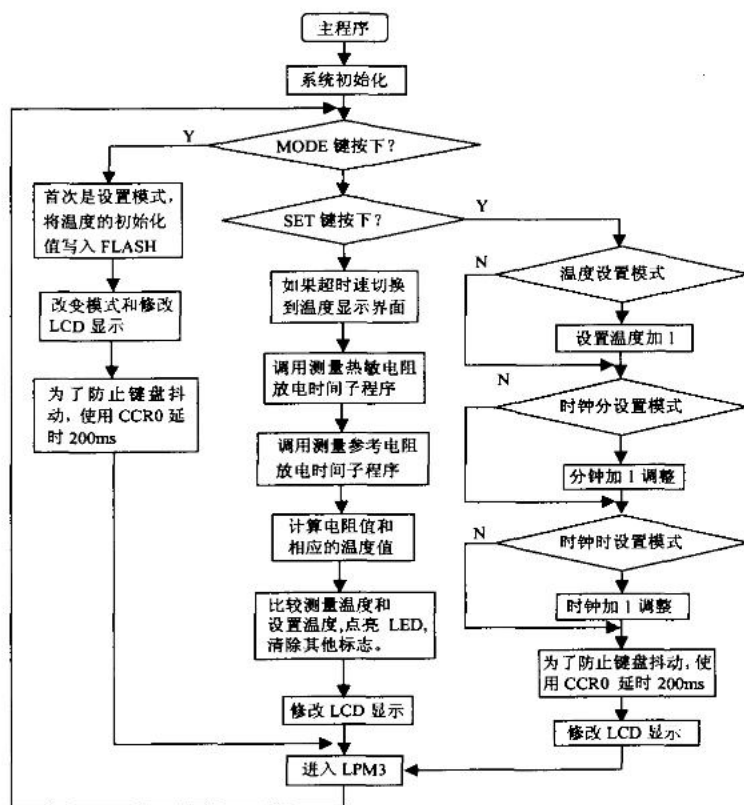 主程序
系统初始化
Y
MODE 键按下？
首次是设置模式，
将温度的初始化
值写入 FLASH
改变模式和修改
LCD 显示
为了防止键盘抖
动，使用 CCR0 延
时 200ms
SET 键按下？
Y
如果超时速切换
到温度显示界面
调用测量热敏电阻
放电时间子程序
调用测量参考电阻
放电时间子程序
计算电阻值和
相应的温度值
比较测量温度和
设置温度,点亮 LED,
清除其他标志。
修改 LCD 显示
进入 LPM3
N
温度设置模式
设置温度加 1
N
时钟分设置模式
分钟加 1 调整
N
时钟时设置模式
时钟加 1 调整
为了防止键盘抖动，使
用 CCR0 延时 200ms
修改 LCD 显示